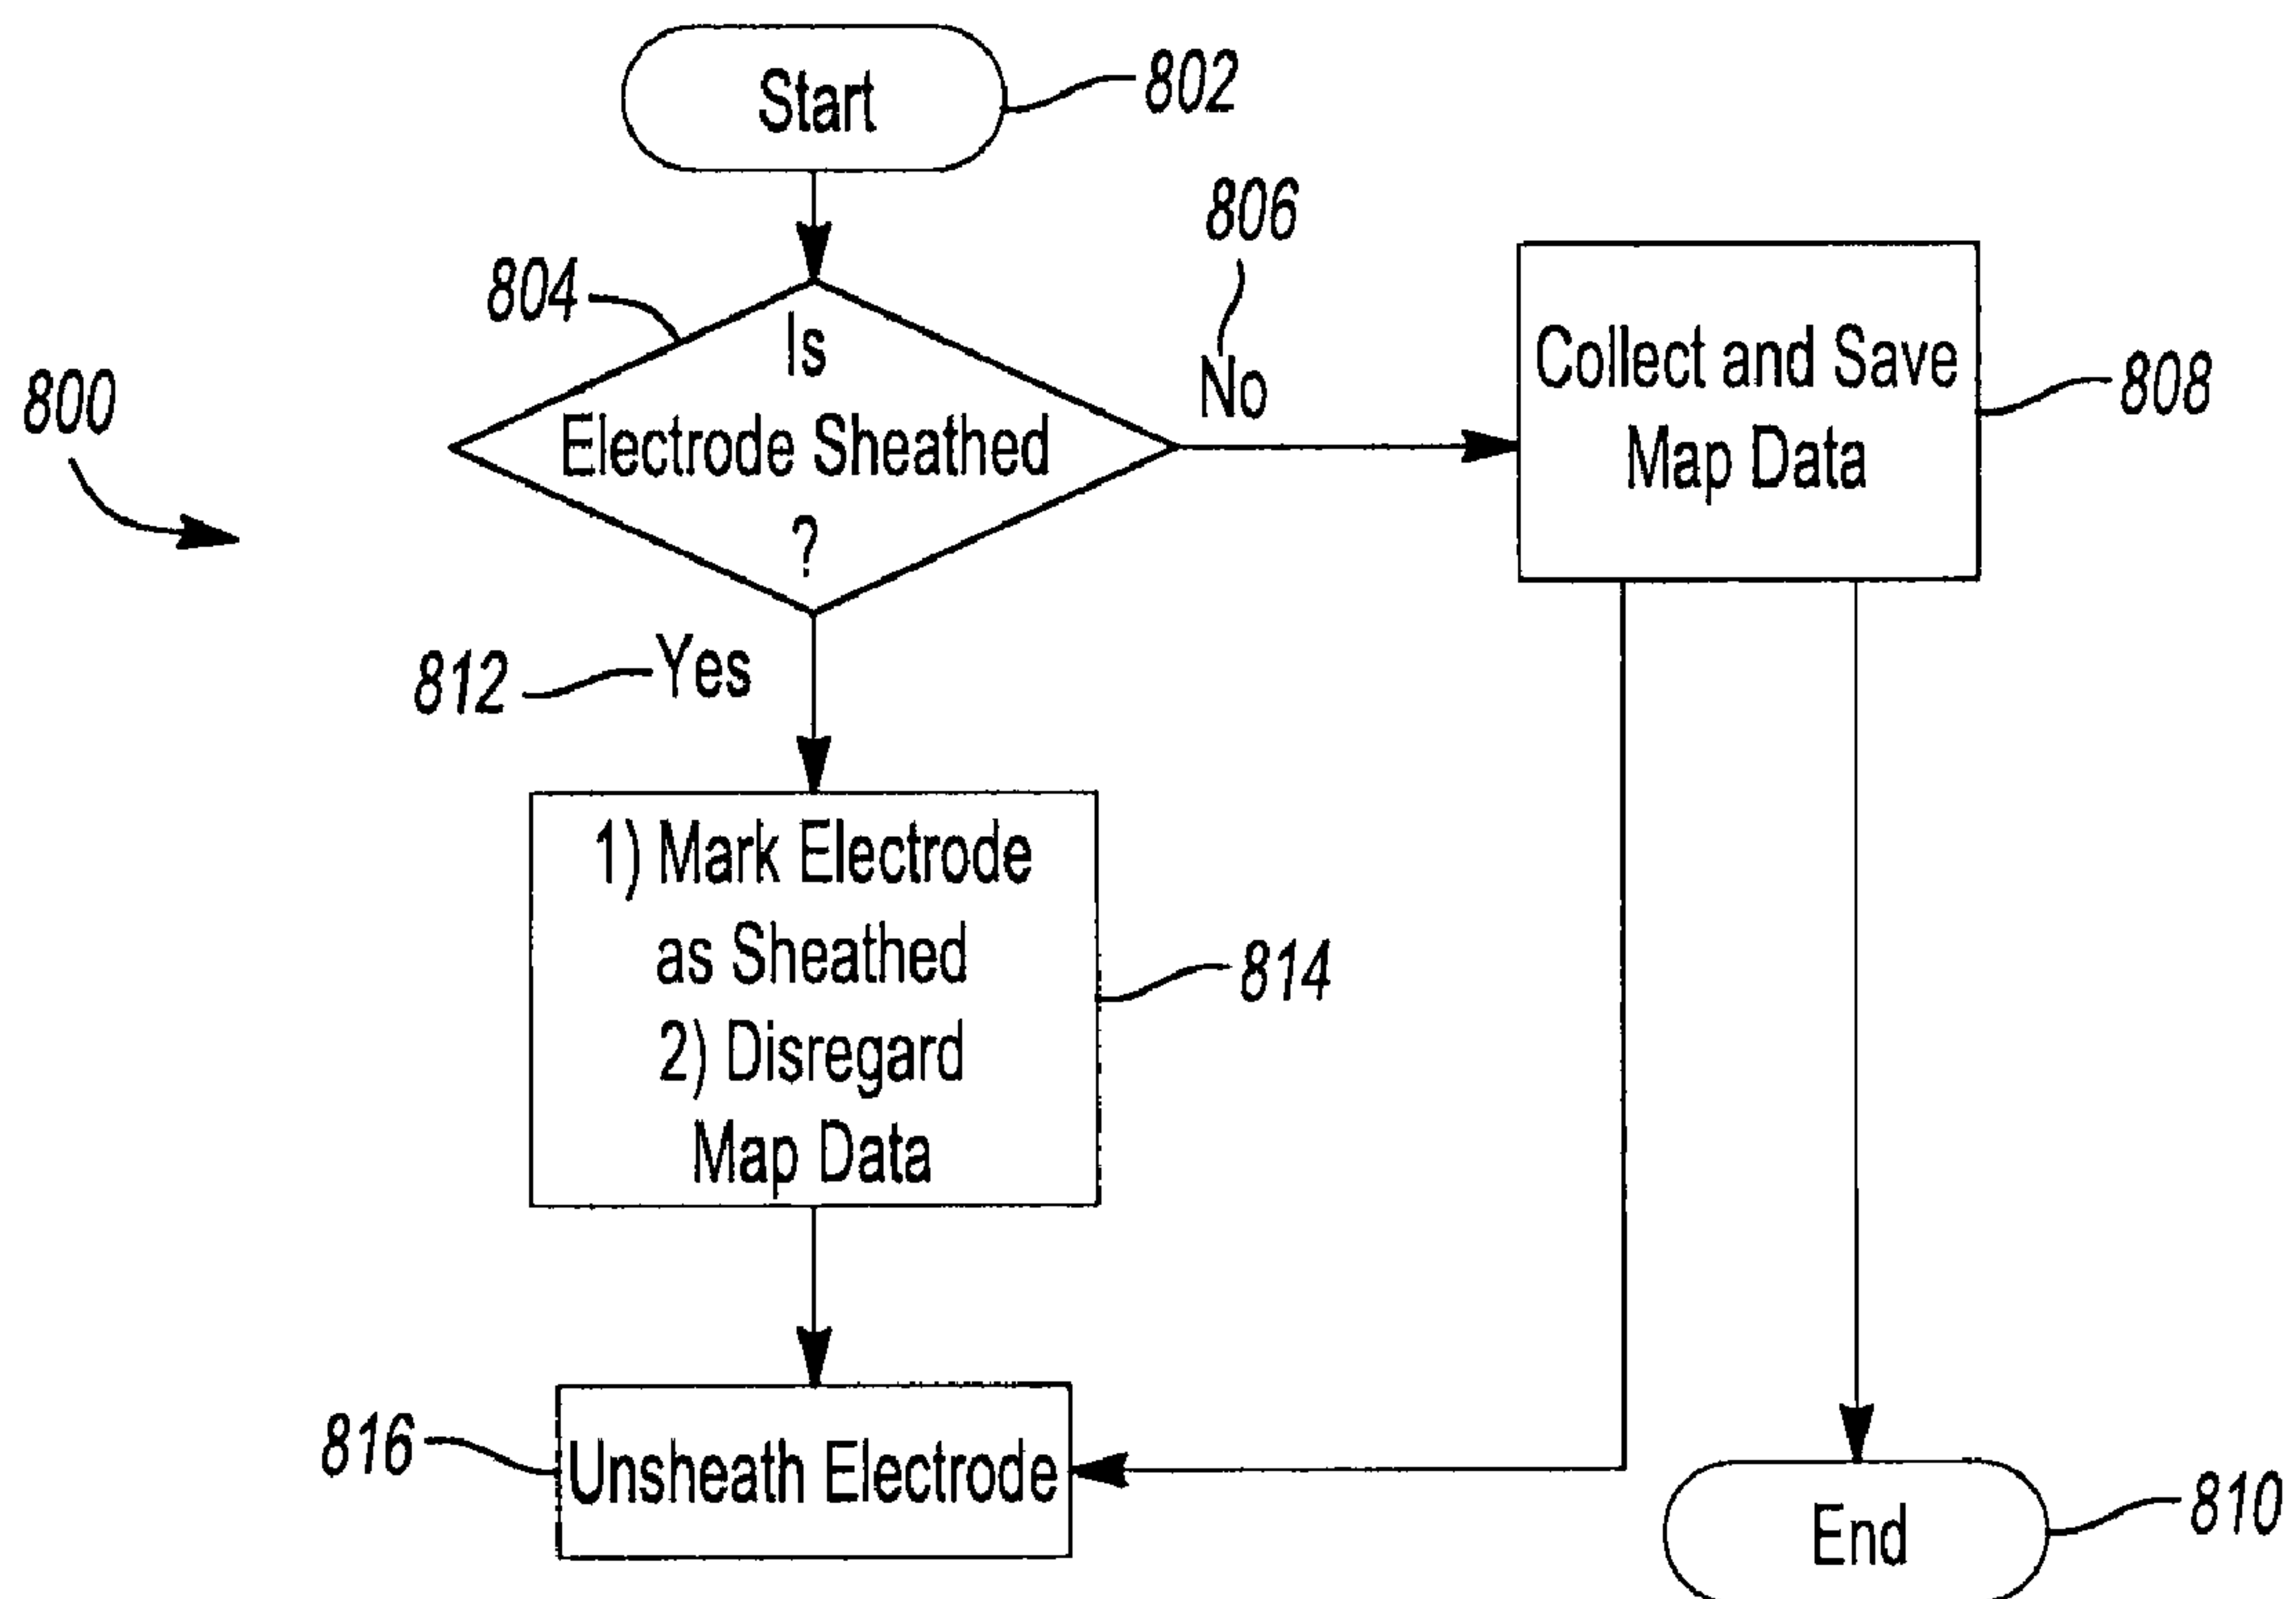 Start
802
806
804
Is
Electrode Sheathed
?
No
Collect and Save
Map Data
808
800
812
Yes
1) Mark Electrode
as Sheathed
2) Disregard
Map Data
814
816
Unsheath Electrode
End
810